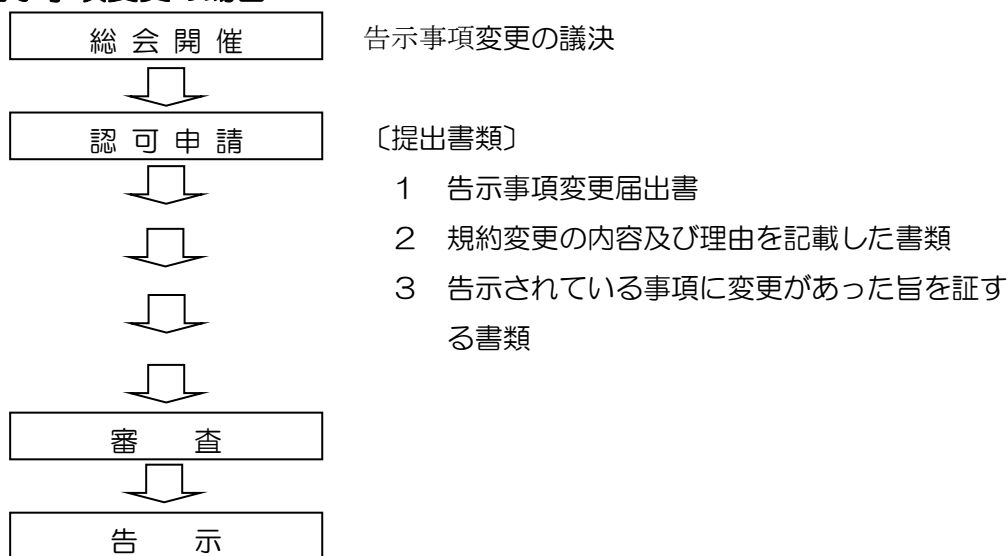 総 会 開 催　告示事項変更の議決
認 可 申 請　〔提出書類〕
１　告示事項変更届出書
２　規約変更の内容及び理由を記載した書類
３　告示されている事項に変更があった旨を証す
る書類
審　　査
告　　示